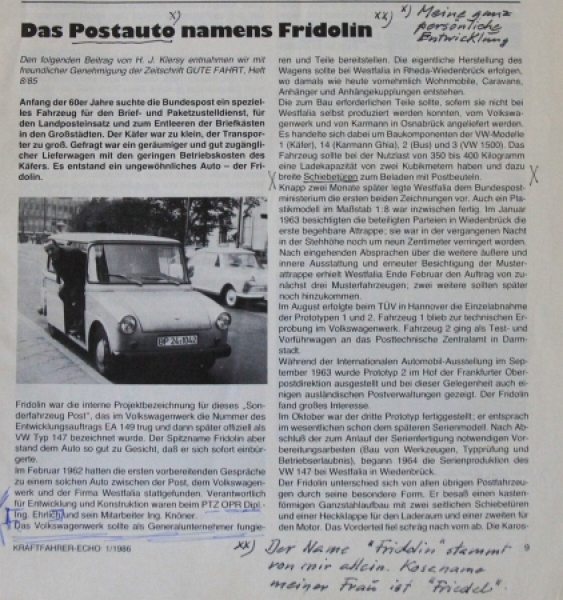 Das Postauto namens Fridolin
x)
xx)
x) Meine ganz
persönliche
Entwicklung
Den folgenden Beitrag von H. J. Klersy entnahmen wir mit
freundlicher Genehmigung der Zeitschrift GUTE FAHRT, Heft
8/85
Anfang der 60er Jahre suchte die Bundespost ein speziel-
les Fahrzeug für den Brief- und Paketzustelldienst, für
den Landposteinsatz und zum Entleeren der Briefkästen
in den Großstädten. Der Käfer war zu klein, der Transpor-
ter zu groß. Gefragt war ein geräumiger und gut zugängli-
cher Lieferwagen mit den geringen Betriebskosten des
Käfers. Es entstand ein ungewöhnliches Auto – der Fri-
dolin.
BP 26-1042
Fridolin war die interne Projektbezeichnung für dieses „Son-
derfahrzeug Post", das im Volkswagenwerk die Nummer des
Entwicklungsauftrags EA 149 trug und dann später offiziell als
VW Typ 147 bezeichnet wurde. Der Spitzname Fridolin aber
stand dem Auto so gut zu Gesicht, daß er sich sofort einbür-
gerte.
Im Februar 1962 hatten die ersten vorbereitenden Gespräche
zu einem solchen Auto zwischen der Post, dem Volkswagen-
werk und der Firma Westfalia stattgefunden. Verantwortlich
für Entwicklung und Konstruktion waren beim PTZ OPR Dipl.-
Ing. Enrich und sein Mitarbeiter Ing. Knöner.
Das Volkswagenwerk sollte als Generalunternehmer fungie-
ren und Teile bereitstellen. Die eigentliche Herstellung des
Wagens sollte bei Westfalia in Rheda-Wiedenbrück erfolgen,
wo damals wie heute hauptsächlich Wohnmobile, Caravans,
Anhänger und Anhängekupplungen entstehen.
Die zum Bau erforderlichen Teile sollte, sofern sie nicht bei
Westfalia selbst produziert werden konnten, vom Volkswa-
genwerk und von Karmann in Osnabrück angeliefert werden.
Es handelte sich dabei um Baukomponenten der VW-Modelle
1 (Käfer), 14 (Karmann Ghia), 2 (Bus) und 3 (VW 1500). Das
Fahrzeug sollte bei der Nutzlast von 350 bis 400 Kilogramm
eine Ladekapazität von zwei Kubikmetern haben und dazu
breite Schiebetüren zum Beladen mit Postbeuteln.
Knapp zwei Monate später legte Westfalia dem Bundespost-
ministerium die ersten beiden Zeichnungen vor. Auch ein Pla-
stikmodell im Maßstab 1:8 war inzwischen fertig. Im Januar
1963 besichtigten die beteiligten Parteien in Wiedenbrück die
erste begehbare Attrappe; sie war in der vergangenen Nacht
in der Stehhöhe noch um neun Zentimeter verringert worden.
Nach eingehenden Absprachen über die weitere äußere und
innere Ausstattung und erneuter Besichtigung der Muster-
attrappe erhielt Westfalia Ende Februar den Auftrag von zu-
nächst drei Musterfahrzeugen; zwei weitere sollten später
noch hinzukommen.
Im August erfolgte beim TÜV in Hannover die Einzelabnahme
der Prototypen 1 und 2. Fahrzeug 1 blieb zur technischen Er-
probung im Volkswagenwerk. Fahrzeug 2 ging als Test- und
Vorführwagen an das Posttechnische Zentralamt in Darm-
stadt.
Während der Internationalen Automobil-Ausstellung im Sep-
tember 1963 wurde Prototyp 2 im Hof der Frankfurter Ober-
postdirektion ausgestellt und bei dieser Gelegenheit auch ei-
nigen ausländischen Postverwaltungen gezeigt. Der Fridolin
fand großes Interesse.
Im Oktober war der dritte Prototyp fertiggestellt; er entsprach
im wesentlichen schon dem späteren Serienmodell. Nach Ab-
schluß der zum Anlauf der Serienfertigung notwendigen Vor-
bereitungsarbeiten (Bau von Werkzeugen, Typprüfung und
Betriebserlaubnis), begann 1964 die Serienproduktion des
VW 147 bei Westfalia in Wiedenbrück.
Der Fridolin unterschied sich von allen übrigen Postfahrzeu-
gen durch seine besondere Form. Er besaß einen kasten-
förmigen Ganzstahlaufbau mit zwei seitlichen Schiebetüren
und einer Heckklappe für den Laderaum und einer zweiten für
den Motor. Das Vorderteil fiel schräg nach vorn ab. Die Karos-
X
X
KRAFTFAHRER-ECHO 1/1986
9
xx) Der Name "Fridolin" stammt
von mir allein. Kosename
meiner Frau ist "Friedel".